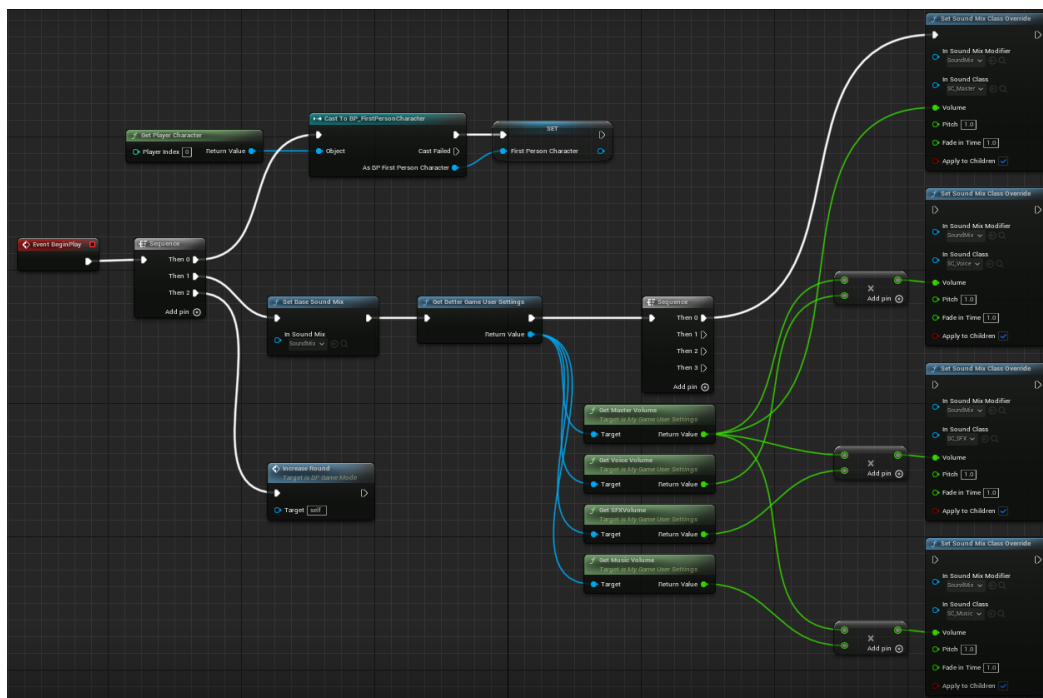 Set Sound Mix Class Override
In Sound Mix Modifier
SoundMix
In Sound Class
SC_Master
Volume
Pitch 1.0
Fade in Time 1.0
Apply to Children
Cast To BP_FirstPersonCharacter
Object
Cast Failed
As BP First Person Character
SET
First Person Character
Get Player Character
Player Index 0
Return Value
Event BeginPlay
Sequence
Then 0
Then 1
Then 2
Add pin
Set Base Sound Mix
In Sound Mix
SoundMix
Get Better Game User Settings
Return Value
Sequence
Then 0
Then 1
Then 2
Then 3
Add pin
Set Sound Mix Class Override
In Sound Mix Modifier
SoundMix
In Sound Class
SC_Voice
Volume
Pitch 1.0
Fade in Time 1.0
Apply to Children
X
Add pin
Get Master Volume
Target is My Game User Settings
Target Return Value
Get Voice Volume
Target is My Game User Settings
Target Return Value
Get SFXVolume
Target is My Game User Settings
Target Return Value
Get Music Volume
Target is My Game User Settings
Target Return Value
Increase Round
Target is BP Game Mode
Target self
Set Sound Mix Class Override
In Sound Mix Modifier
SoundMix
In Sound Class
SC_SFX
Volume
Pitch 1.0
Fade in Time 1.0
Apply to Children
X
Add pin
Set Sound Mix Class Override
In Sound Mix Modifier
SoundMix
In Sound Class
SC_Music
Volume
Pitch 1.0
Fade in Time 1.0
Apply to Children
X
Add pin